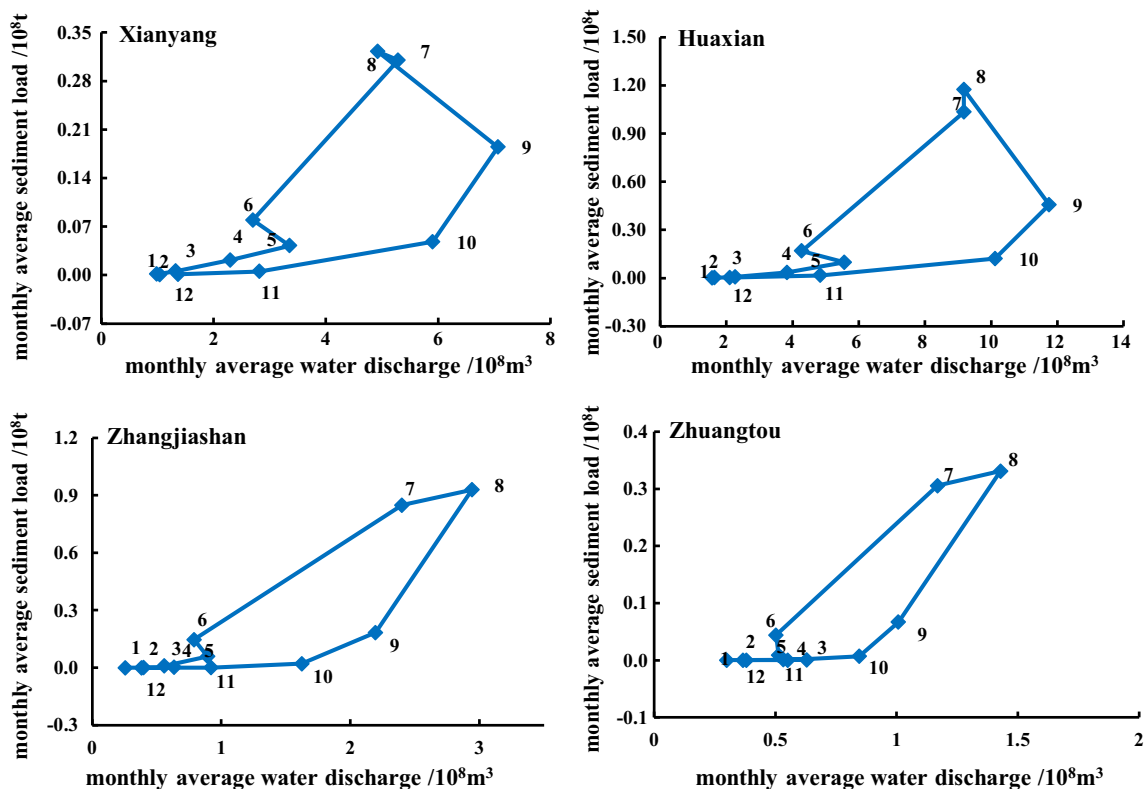 Xianyang
monthly average sediment load /10⁸t
0.35
0.28
0.21
0.14
0.07
0.00
-0.07
1 2 3 4 5 6 7 8 9 10 11 12
0 2 4 6 8
monthly average water discharge /10⁸m³
Huaxian
monthly average sediment load /10⁸t
1.50
1.20
0.90
0.60
0.30
0.00
-0.30
1 2 3 4 5 6 7 8 9 10 11 12
0 2 4 6 8 10 12 14
monthly average water discharge /10⁸m³
Zhangjiashan
monthly average sediment load /10⁸t
1.2
0.9
0.6
0.3
0.0
-0.3
1 2 3 4 5 6 7 8 9 10 11 12
0 1 2 3
monthly average water discharge /10⁸m³
Zhuangtou
monthly average sediment load /10⁸t
0.4
0.3
0.2
0.1
0.0
-0.1
1 2 3 4 5 6 7 8 9 10 11 12
0 0.5 1 1.5 2
monthly average water discharge /10⁸m³